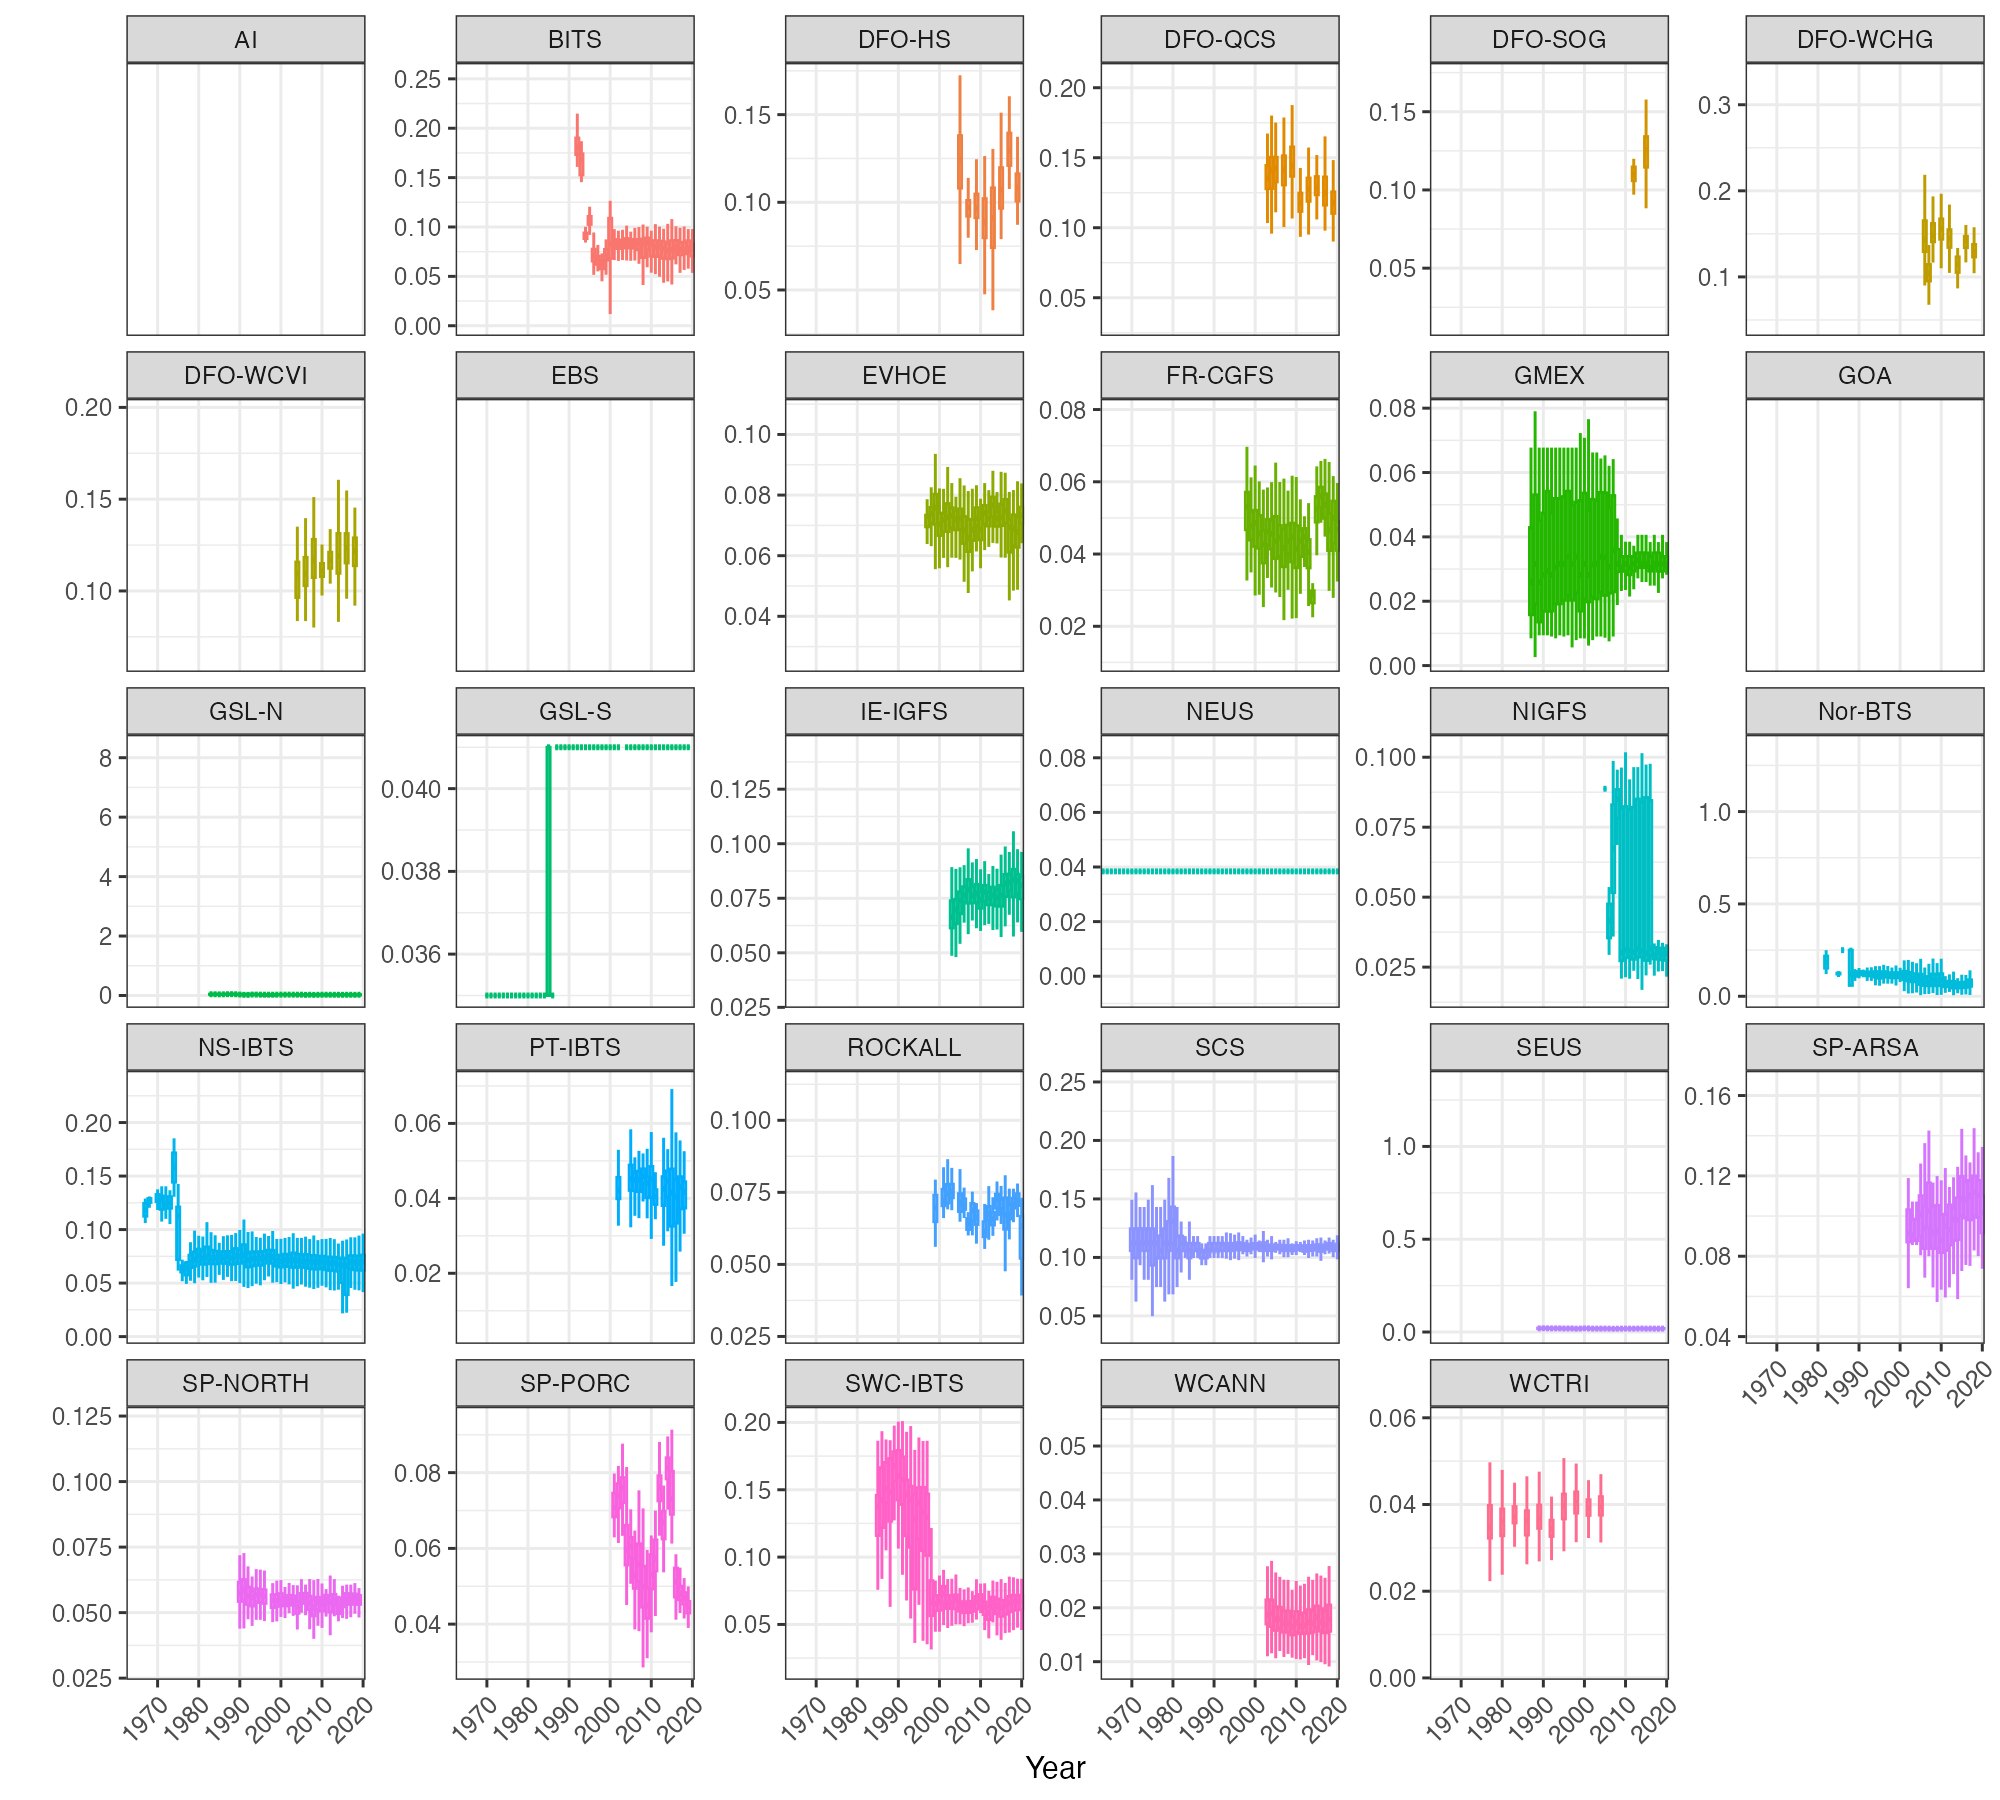 AI BITS DFO-HS DFO-QCS DFO-SOG DFO-WCHG
0.25 0.20 0.15 0.10 0.05 0.00
0.15 0.10 0.05
0.20 0.15 0.10 0.05
0.15 0.10 0.05
0.3 0.2 0.1
DFO-WCVI EBS EVHOE FR-CGFS GMEX GOA
0.20 0.15 0.10
0.10 0.08 0.06 0.04
0.08 0.06 0.04 0.02
0.08 0.06 0.04 0.02 0.00
GSL-N GSL-S IE-IGFS NEUS NIGFS Nor-BTS
8 6 4 2 0
0.040 0.038 0.036
0.125 0.100 0.075 0.050 0.025
0.08 0.06 0.04 0.02 0.00
0.100 0.075 0.050 0.025
1.0 0.5 0.0
NS-IBTS PT-IBTS ROCKALL SCS SEUS SP-ARSA
0.20 0.15 0.10 0.05 0.00
0.06 0.04 0.02
0.100 0.075 0.050 0.025
0.25 0.20 0.15 0.10 0.05
1.0 0.5 0.0
0.16 0.12 0.08 0.04
1970 1980 1990 2000 2010 2020
SP-NORTH SP-PORC SWC-IBTS WCANN WCTRI
0.125 0.100 0.075 0.050 0.025
0.08 0.06 0.04
0.20 0.15 0.10 0.05
0.05 0.04 0.03 0.02 0.01
0.06 0.04 0.02 0.00
1970 1980 1990 2000 2010 2020
1970 1980 1990 2000 2010 2020
1970 1980 1990 2000 2010 2020
1970 1980 1990 2000 2010 2020
1970 1980 1990 2000 2010 2020
Year